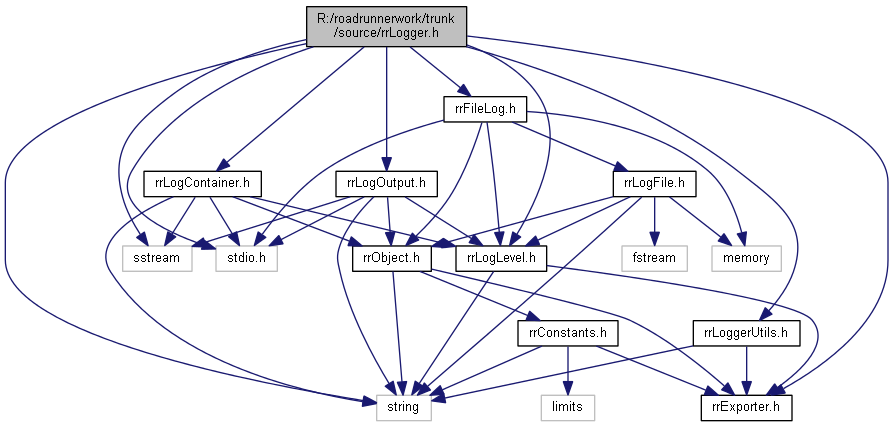 R:/roadrunnerwork/trunk
/source/rrLogger.h
rrFileLog.h
rrLogContainer.h
rrLogOutput.h
rrLogFile.h
sstream
stdio.h
rrObject.h
rrLogLevel.h
fstream
memory
rrConstants.h
rrLoggerUtils.h
string
limits
rrExporter.h